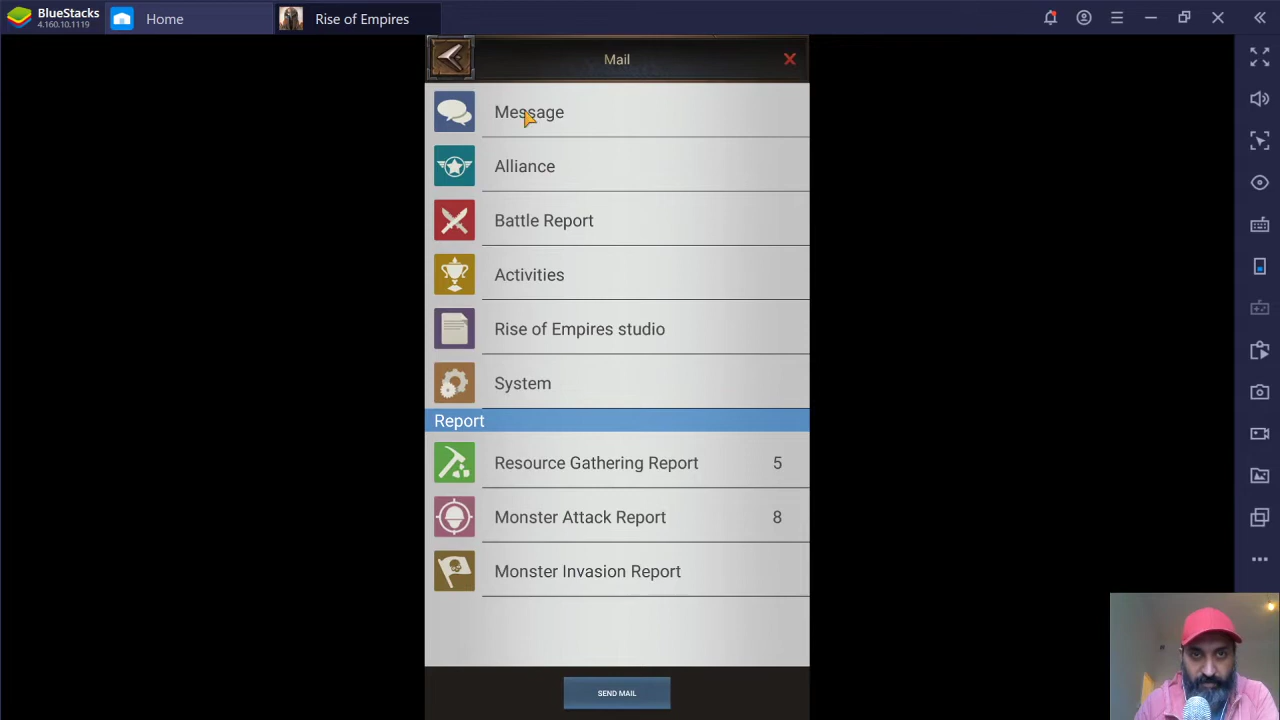 BlueStacks
4.160.10.1119
Home
Rise of Empires
Mail
Message
Alliance
Battle Report
Activities
Rise of Empires studio
System
Report
Resource Gathering Report 5
Monster Attack Report 8
Monster Invasion Report
SEND MAIL